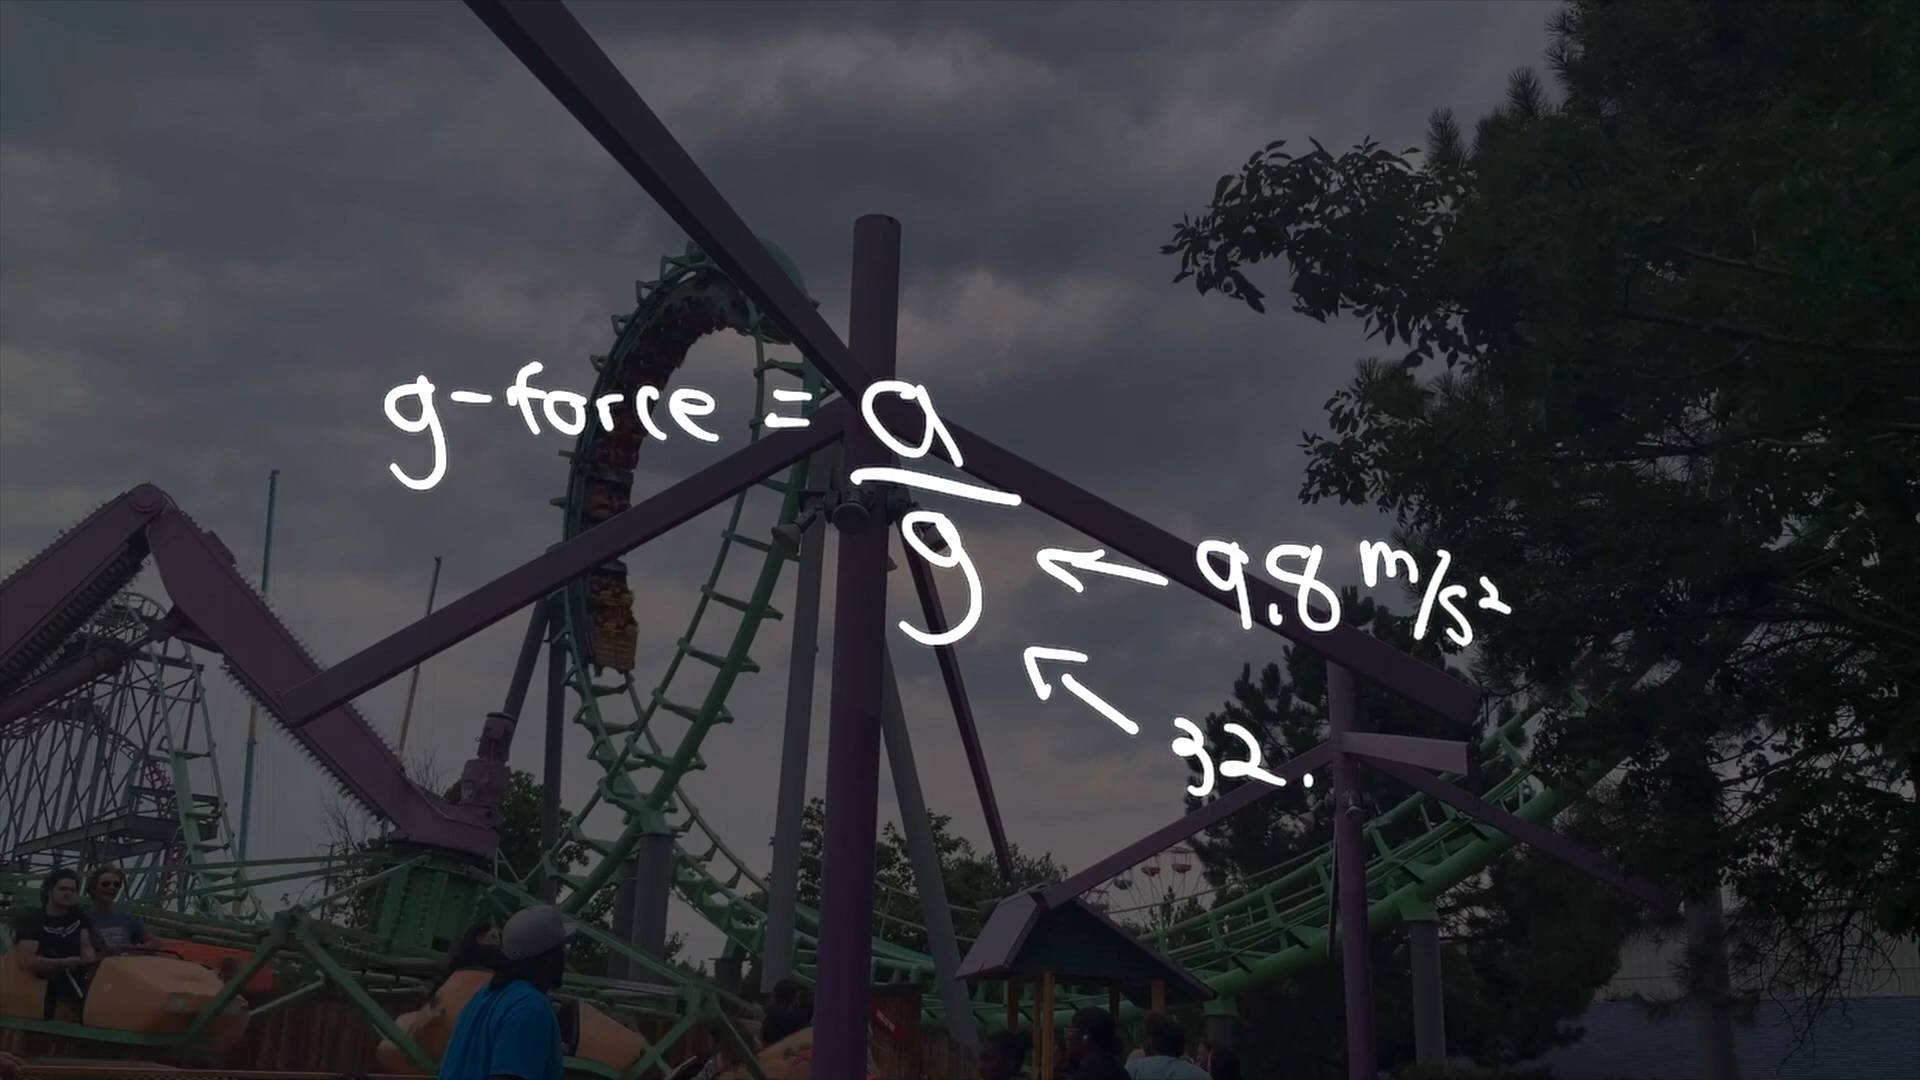 g-force = a
g ← 9.8 m/s²
↖ 32.